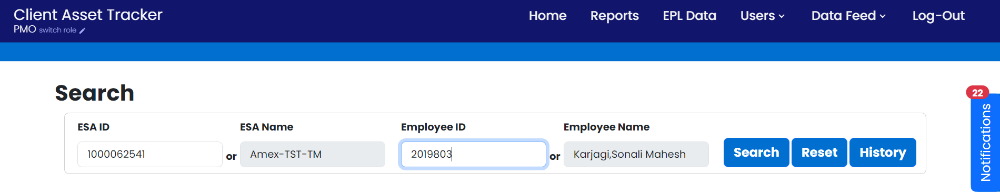 Client Asset Tracker
PMO switch role
Home Reports EPL Data Users Data Feed Log-Out
Search
22
Notifications
ESA ID ESA Name Employee ID Employee Name
1000062541 or Amex-TST-TM 2019803 or Karjagi,Sonali Mahesh Search Reset History